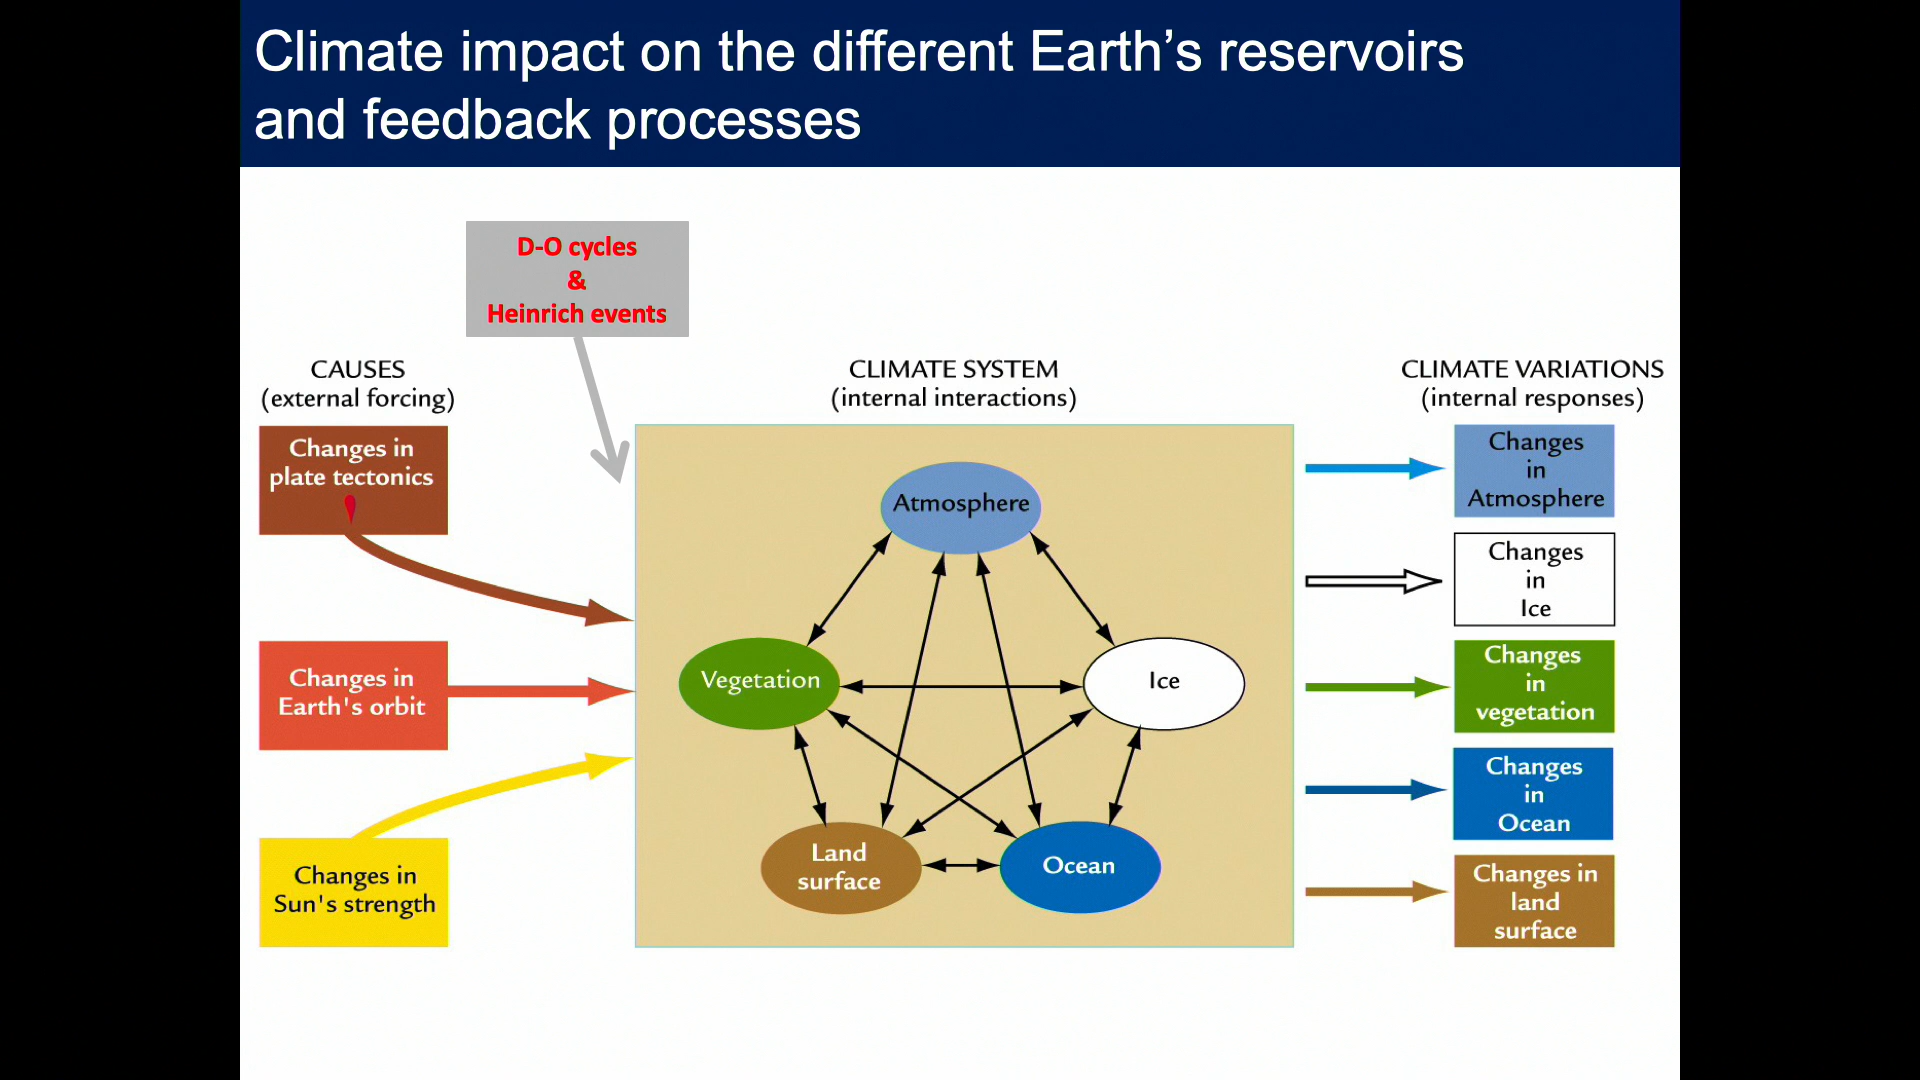 Climate impact on the different Earth’s reservoirs
and feedback processes
D-O cycles
&
Heinrich events
CAUSES
(external forcing)
Changes in
plate tectonics
Changes in
Earth's orbit
Changes in
Sun's strength
CLIMATE SYSTEM
(internal interactions)
Atmosphere
Vegetation
Ice
Land
surface
Ocean
CLIMATE VARIATIONS
(internal responses)
Changes
in
Atmosphere
Changes
in
Ice
Changes
in
vegetation
Changes
in
Ocean
Changes in
land
surface